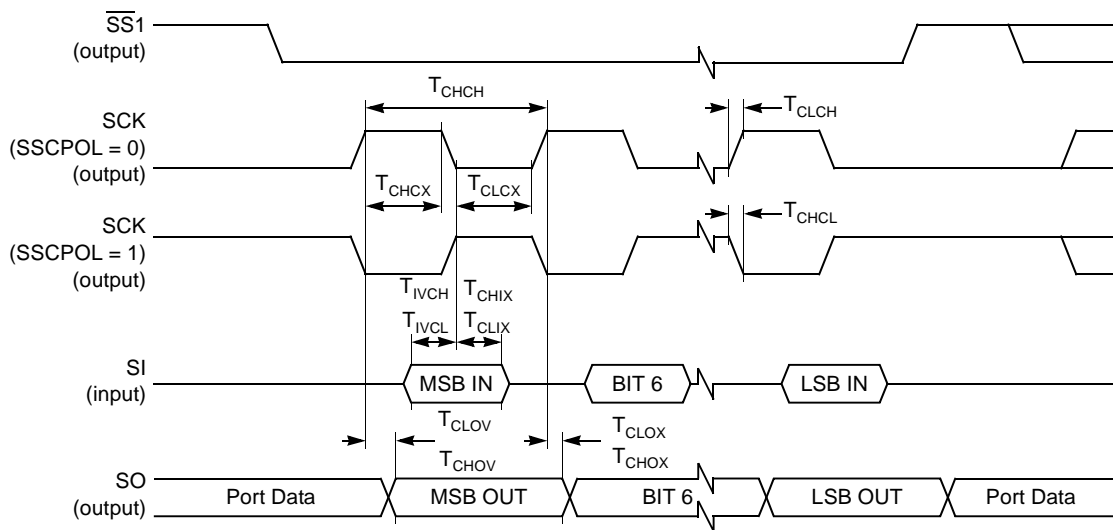 SS1
(output)
T_CHCH
T_CLCH
SCK
(SSCPOL = 0)
(output)
T_CHCX
T_CLCX
T_CHCL
SCK
(SSCPOL = 1)
(output)
T_IVCH
T_CHIX
T_IVCL
T_CLIX
SI
(input)
MSB IN
BIT 6
LSB IN
T_CLOV
T_CLOX
T_CHOV
T_CHOX
SO
(output)
Port Data
MSB OUT
BIT 6
LSB OUT
Port Data